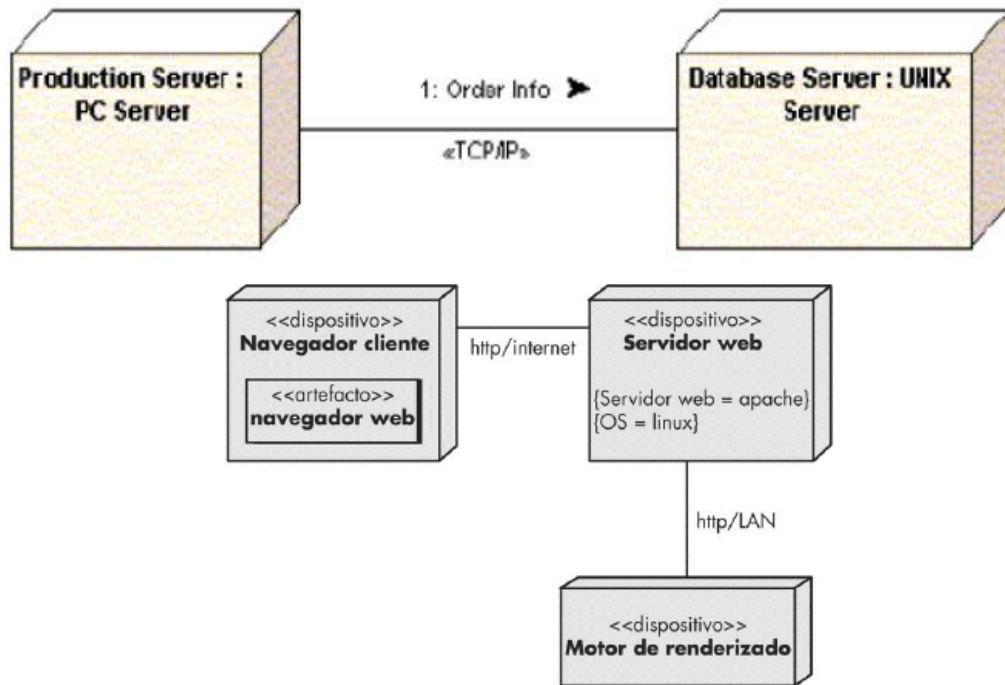 Production Server :
PC Server
1: Order Info
«TCP/IP»
Database Server : UNIX
Server
<<dispositivo>>
Navegador cliente
<<artefacto>>
navegador web
http/internet
<<dispositivo>>
Servidor web
{Servidor web = apache}
{OS = linux}
http/LAN
<<dispositivo>>
Motor de renderizado